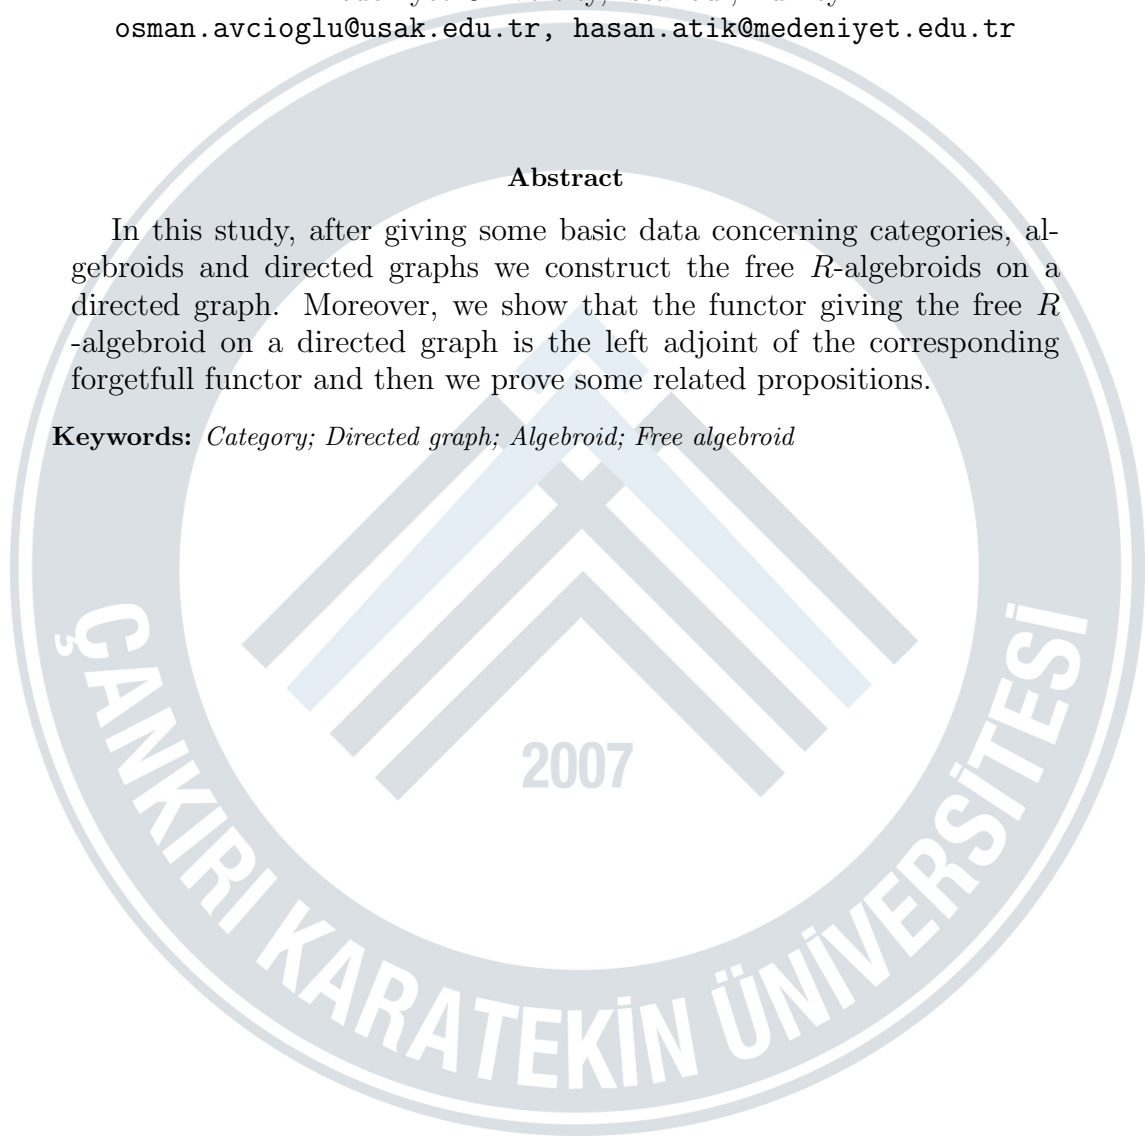 osman.avcioglu@usak.edu.tr, hasan.atik@medeniyet.edu.tr
Abstract
In this study, after giving some basic data concerning categories, al-
gebroids and directed graphs we construct the free R-algebroids on a
directed graph. Moreover, we show that the functor giving the free R
-algebroid on a directed graph is the left adjoint of the corresponding
forgetfull functor and then we prove some related propositions.
Keywords: Category; Directed graph; Algebroid; Free algebroid
2007
ÇANKIRI KARATEKİN ÜNİVERSİTESİ